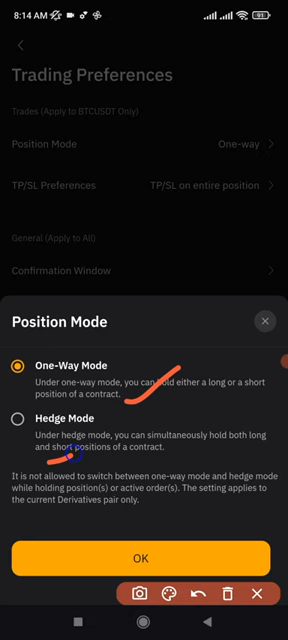 8:14 AM
91
Trading Preferences
Trades (Apply to BTCUSDT Only)
Position Mode One-way
TP/SL Preferences TP/SL on entire position
General (Apply to All)
Confirmation Window
Position Mode
One-Way Mode
Under one-way mode, you can hold either a long or a short
position of a contract.
Hedge Mode
Under hedge mode, you can simultaneously hold both long
and short positions of a contract.
It is not allowed to switch between one-way mode and hedge mode
while holding position(s) or active order(s). The setting applies to
the current Derivatives pair only.
OK